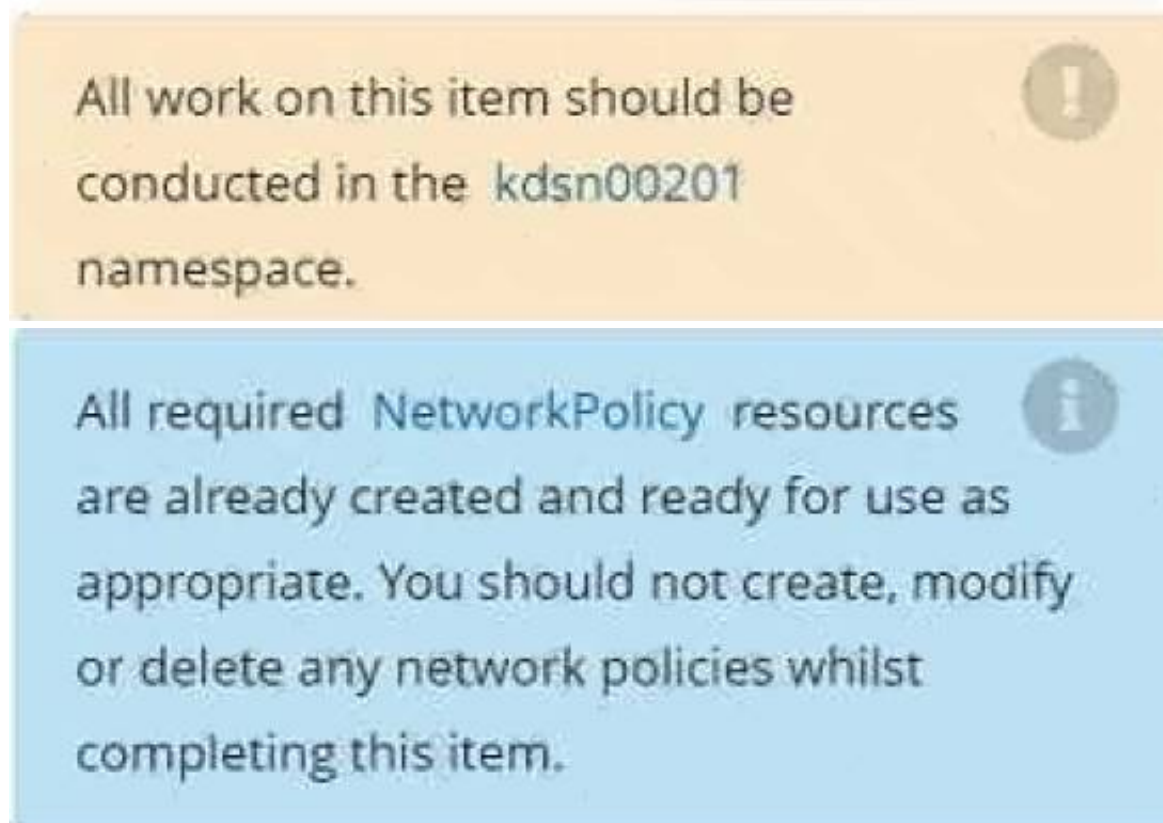 All work on this item should be
conducted in the kdsn00201
namespace.
All required NetworkPolicy resources
are already created and ready for use as
appropriate. You should not create, modify
or delete any network policies whilst
completing this item.